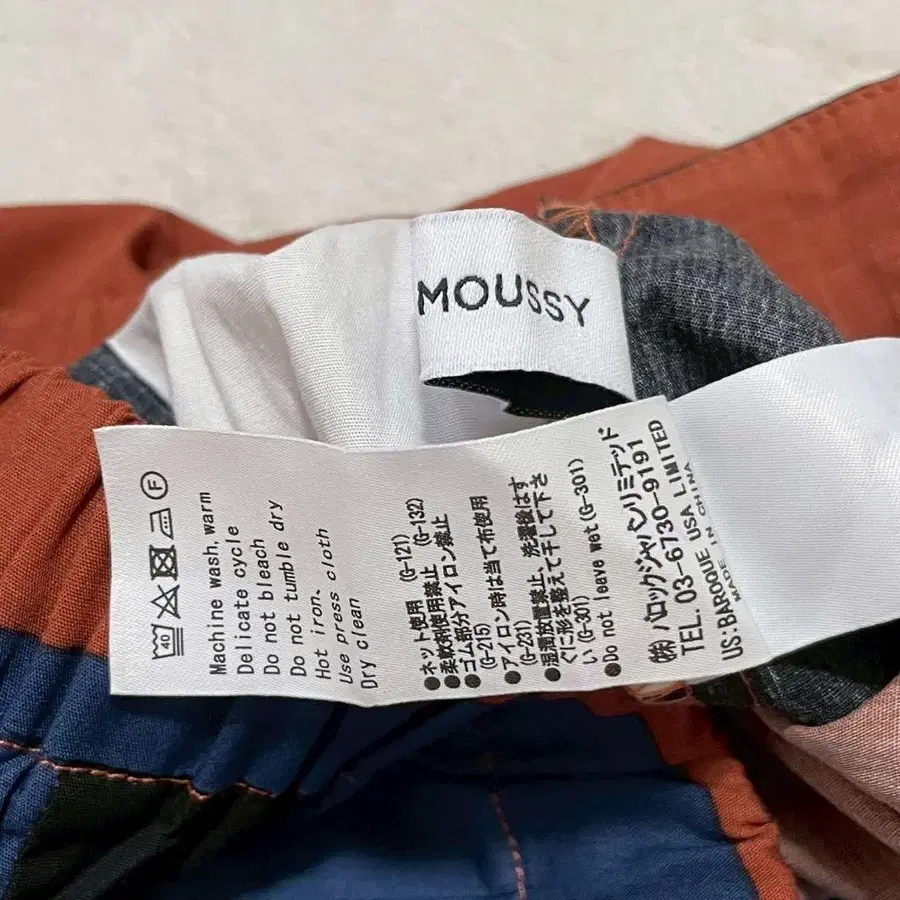 MOUSSY
40
F
Machine wash, warm
Delicate cycle
Do not bleach
Do not tumble dry
Hot iron.
Use press cloth
Dry clean
●ネット使用 (G-121)
●柔軟剤使用禁止 (G-132)
●ゴム部分アイロン禁止
(G-215)
●アイロン時は当て布使用
(G-231)
●湿潤放置禁止、洗濯後はす
ぐに形を整えて干して下さ
い (G-301)
●Do not leave wet (G-301)
㈱バロックジャパンリミテッド
TEL. 03-6730-9191
US:BAROQUE USA LIMITED
MADE IN CHINA